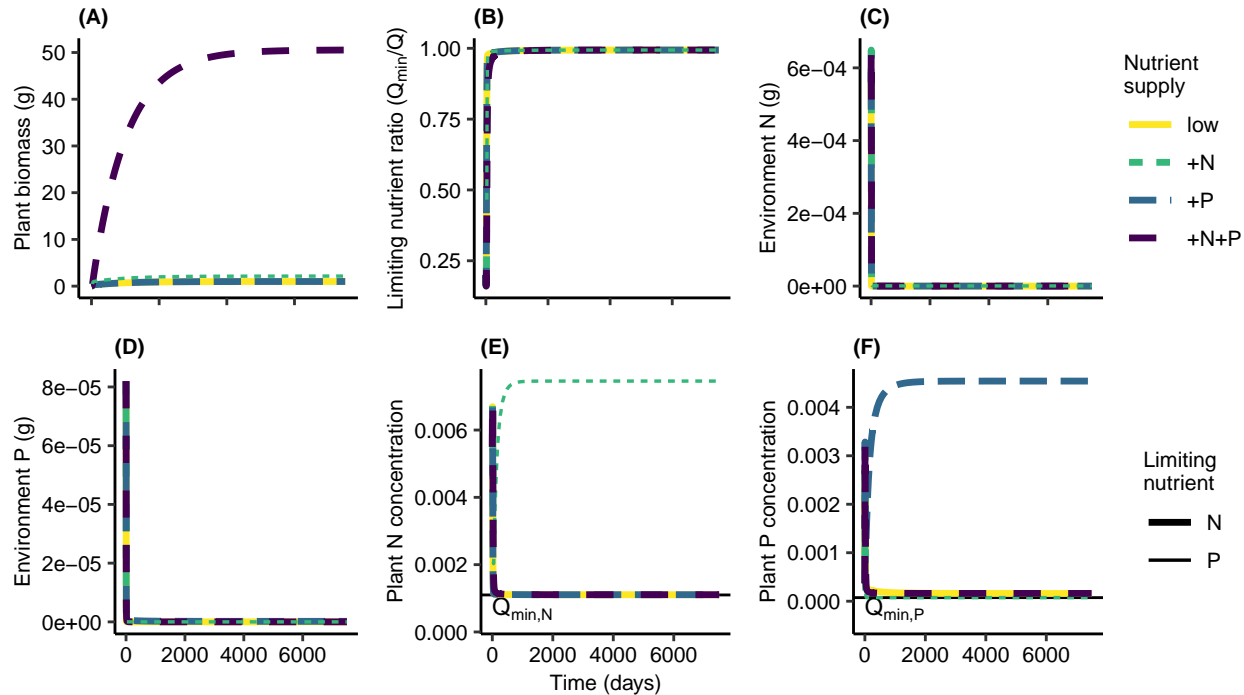 (A)
Plant biomass (g)
50
40
30
20
10
0
(B)
Limiting nutrient ratio (Qmin/Q)
1.00
0.75
0.50
0.25
(C)
Environment N (g)
6e−04
4e−04
2e−04
0e+00
Nutrient
supply
low
+N
+P
+N+P
(D)
Environment P (g)
8e−05
6e−05
4e−05
2e−05
0e+00
0 2000 4000 6000
(E)
Plant N concentration
0.006
0.004
0.002
0.000
Qmin,N
0 2000 4000 6000
Time (days)
(F)
Plant P concentration
0.004
0.003
0.002
0.001
0.000
Qmin,P
0 2000 4000 6000
Limiting
nutrient
N
P